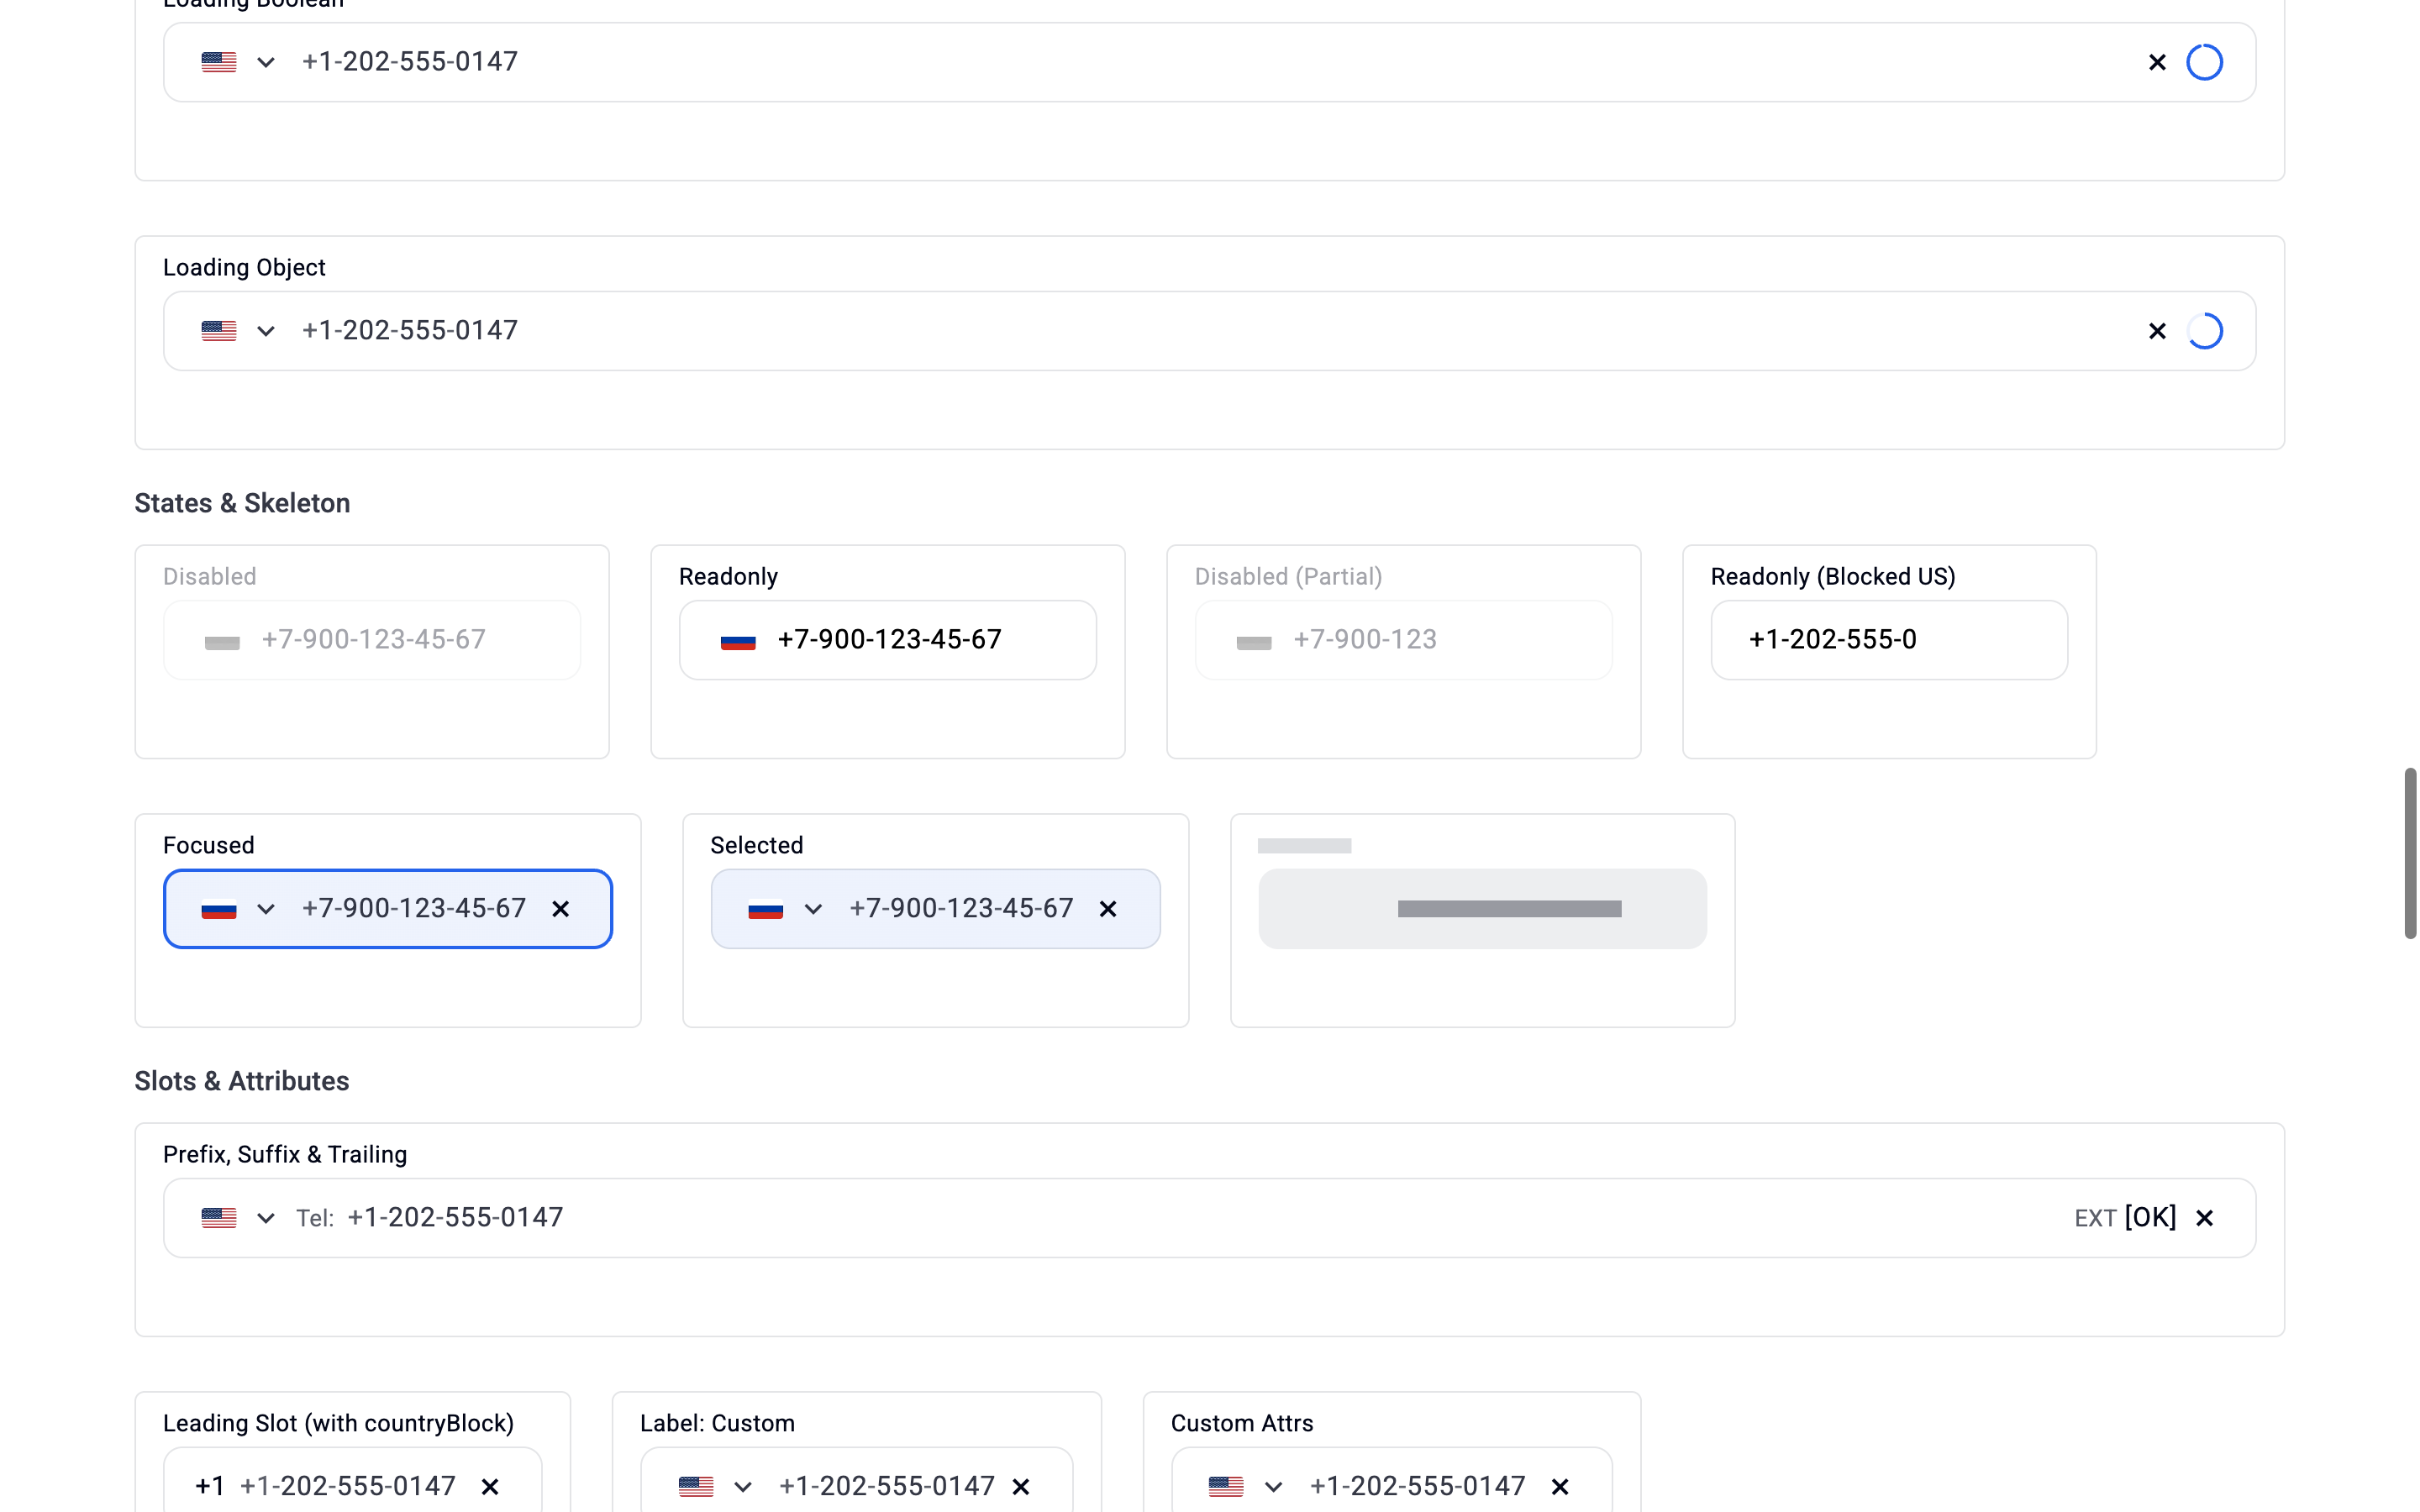 Loading Boolean
+1-202-555-0147
Loading Object
+1-202-555-0147
States & Skeleton
Disabled
+7-900-123-45-67
Readonly
+7-900-123-45-67
Disabled (Partial)
+7-900-123
Readonly (Blocked US)
+1-202-555-0
Focused
+7-900-123-45-67
Selected
+7-900-123-45-67
Slots & Attributes
Prefix, Suffix & Trailing
Tel: +1-202-555-0147 EXT [OK]
Leading Slot (with countryBlock)
+1 +1-202-555-0147
Label: Custom
+1-202-555-0147
Custom Attrs
+1-202-555-0147